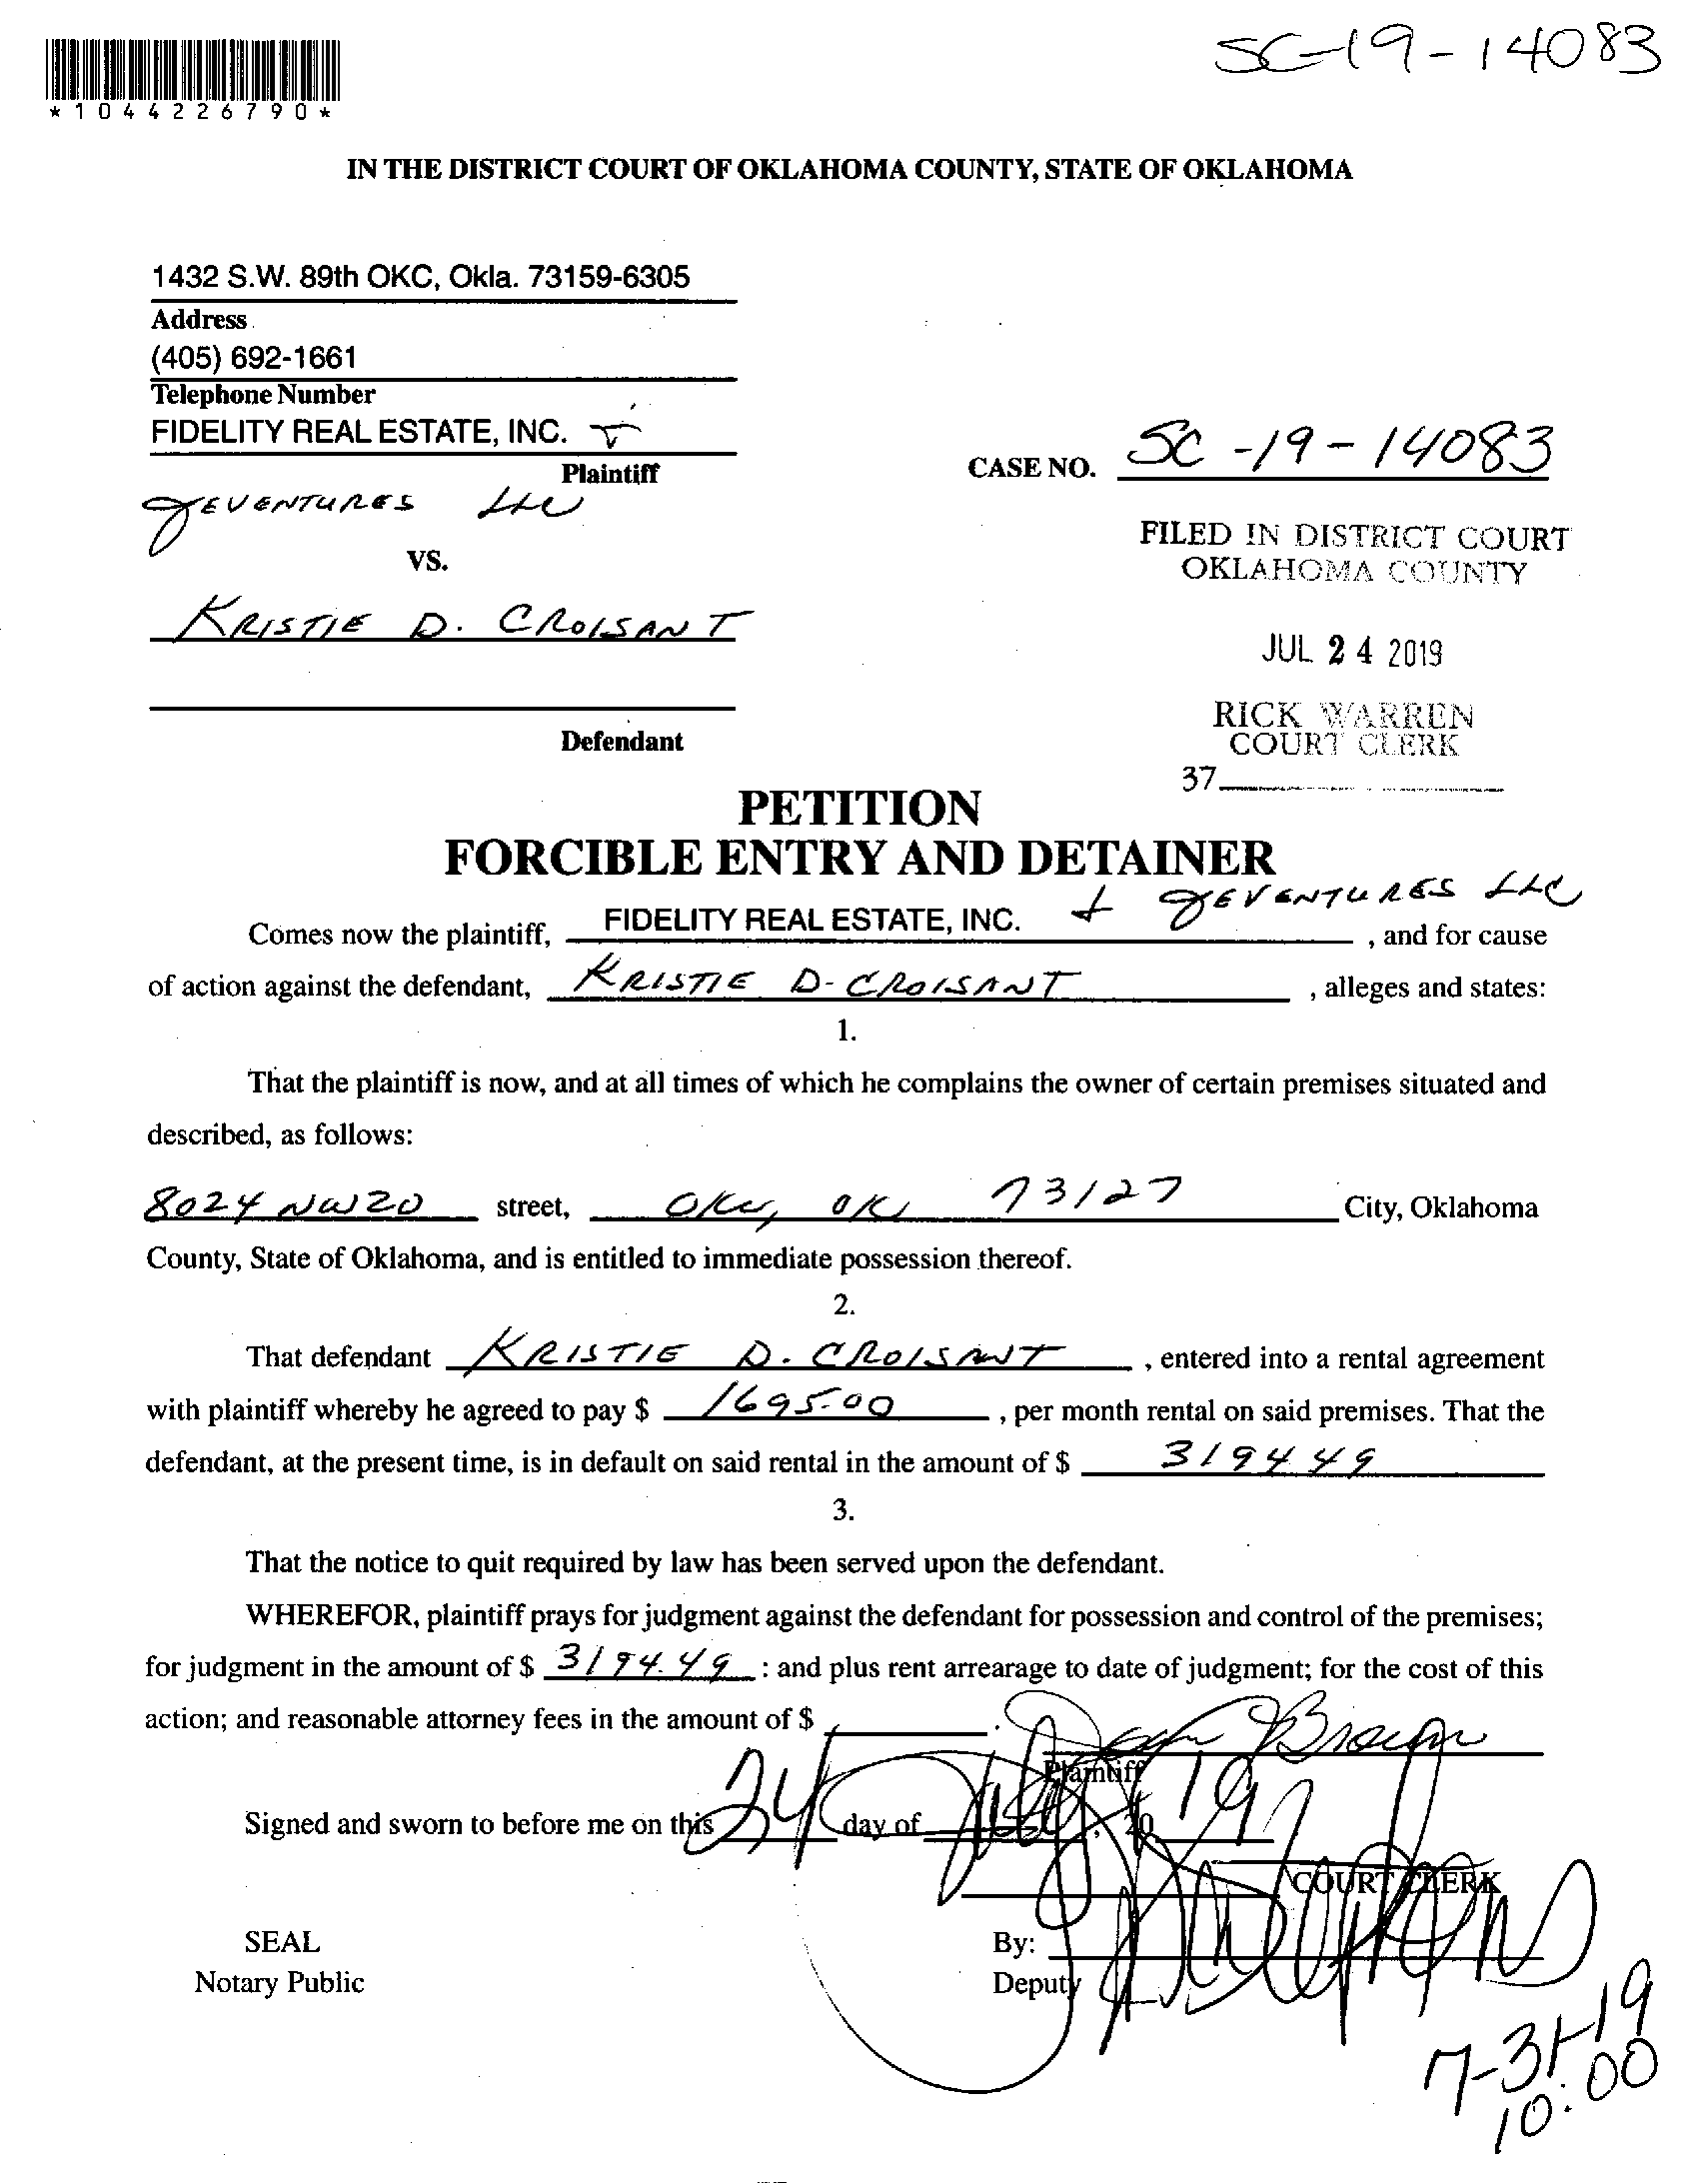 SC-19-14083
*1044226790*
IN THE DISTRICT COURT OF OKLAHOMA COUNTY, STATE OF OKLAHOMA
1432 S.W. 89th OKC, Okla. 73159-6305
Address
(405) 692-1661
Telephone Number
FIDELITY REAL ESTATE, INC.
Plaintiff
JEVENTURES LLC
CASE NO. SC-19-14083
VS.
FILED IN DISTRICT COURT
OKLAHOMA COUNTY
KRISTIE D. CROISANT
JUL 24 2019
Defendant
RICK WARREN
COURT CLERK
37
PETITION
FORCIBLE ENTRY AND DETAINER
Comes now the plaintiff, FIDELITY REAL ESTATE, INC. + JEVENTURES LLC , and for cause
of action against the defendant, KRISTIE D-CROISANT , alleges and states:
1.
That the plaintiff is now, and at all times of which he complains the owner of certain premises situated and
described, as follows:
8024 NW20 street, OKC, OK 73127 City, Oklahoma
County, State of Oklahoma, and is entitled to immediate possession thereof.
2.
That defendant KRISTIE D. CROISANT , entered into a rental agreement
with plaintiff whereby he agreed to pay $ 1695.00 , per month rental on said premises. That the
defendant, at the present time, is in default on said rental in the amount of $ 3194 49
3.
That the notice to quit required by law has been served upon the defendant.
WHEREFOR, plaintiff prays for judgment against the defendant for possession and control of the premises;
for judgment in the amount of $ 3194.49 : and plus rent arrearage to date of judgment; for the cost of this
action; and reasonable attorney fees in the amount of $ .
Plaintiff
Signed and sworn to before me on this 24 day of July , 20 19
COURT CLERK
SEAL
By:
Notary Public
Deputy
7-31-19
10:00